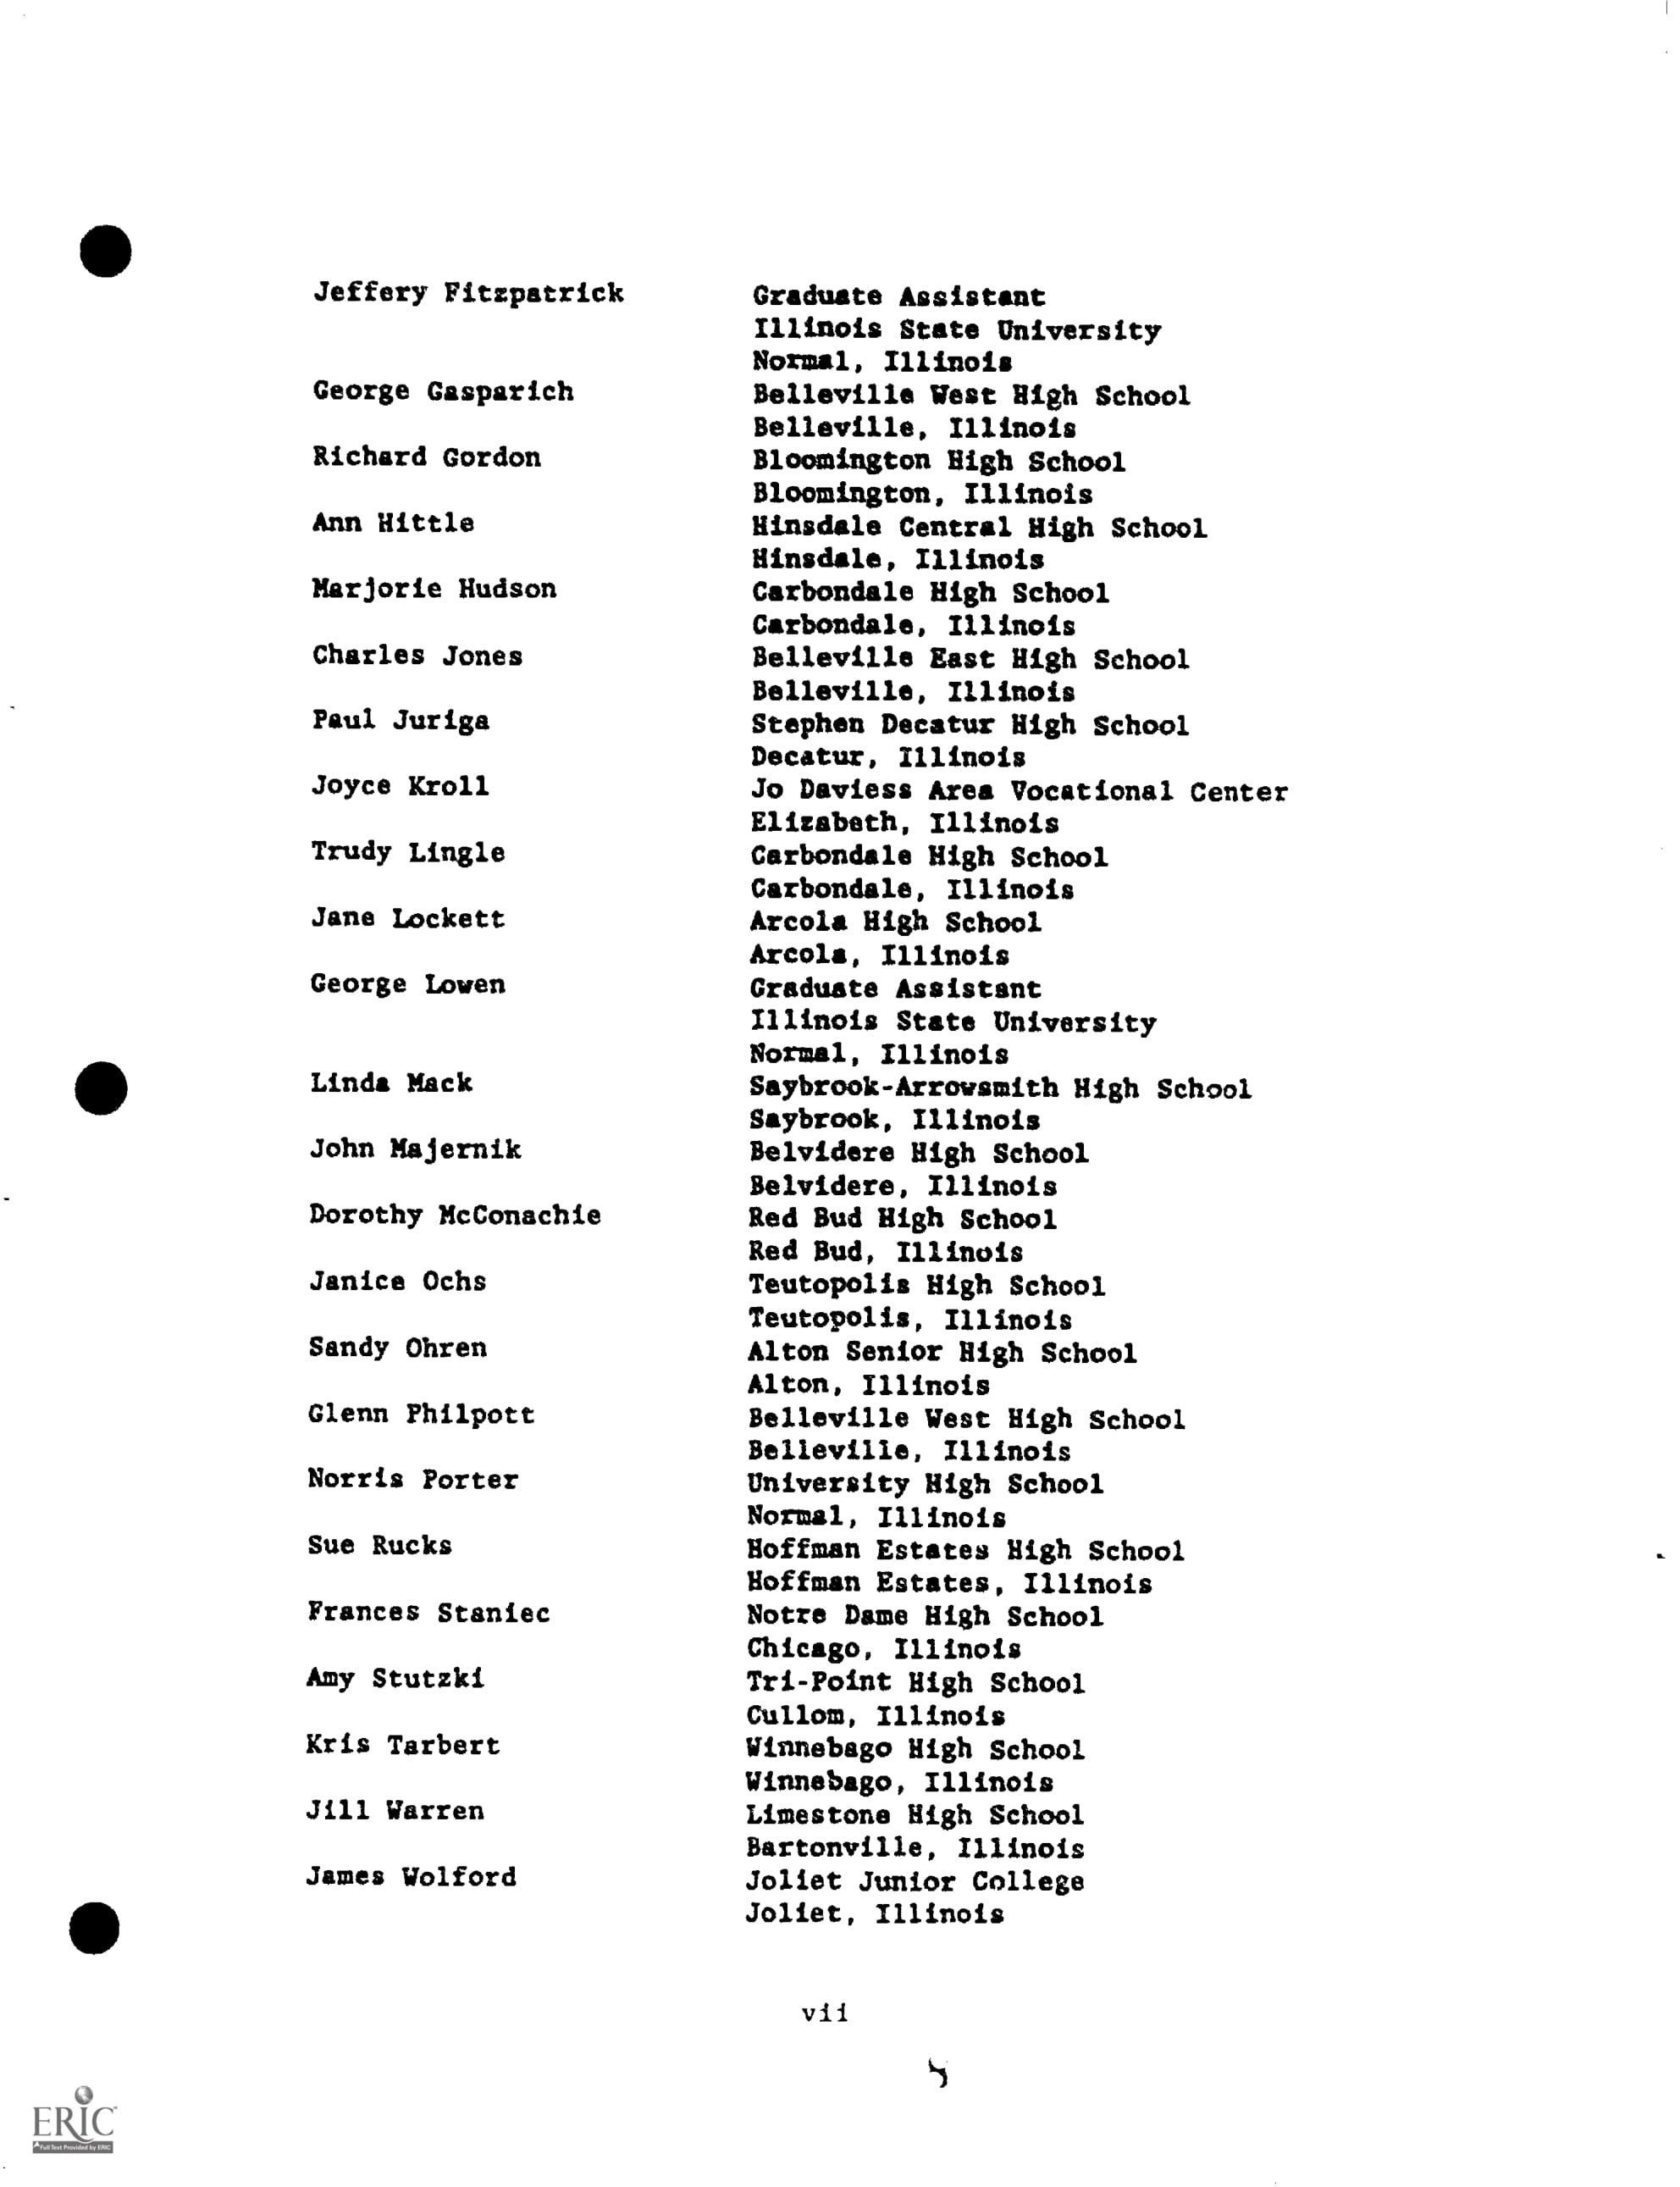 Jeffery Fitzpatrick Graduate Assistant
Illinois State University
Normal, Illinois
George Gasparich Belleville West High School
Belleville, Illinois
Richard Gordon Bloomington High School
Bloomington, Illinois
Ann Hittle Hinsdale Central High School
Hinsdale, Illinois
Marjorie Hudson Carbondale High School
Carbondale, Illinois
Charles Jones Belleville East High School
Belleville, Illinois
Paul Juriga Stephen Decatur High School
Decatur, Illinois
Joyce Kroll Jo Daviess Area Vocational Center
Elizabeth, Illinois
Trudy Lingle Carbondale High School
Carbondale, Illinois
Jane Lockett Arcola High School
Arcola, Illinois
George Lowen Graduate Assistant
Illinois State University
Normal, Illinois
Linda Mack Saybrook-Arrowsmith High School
Saybrook, Illinois
John Majernik Belvidere High School
Belvidere, Illinois
Dorothy McConachie Red Bud High School
Red Bud, Illinois
Janice Ochs Teutopolis High School
Teutopolis, Illinois
Sandy Ohren Alton Senior High School
Alton, Illinois
Glenn Philpott Belleville West High School
Belleville, Illinois
Norris Porter University High School
Normal, Illinois
Sue Rucks Hoffman Estates High School
Hoffman Estates, Illinois
Frances Staniec Notre Dame High School
Chicago, Illinois
Amy Stutzki Tri-Point High School
Cullom, Illinois
Kris Tarbert Winnebago High School
Winnebago, Illinois
Jill Warren Limestone High School
Bartonville, Illinois
James Wolford Joliet Junior College
Joliet, Illinois
vii
ERIC
Full Text Provided by ERIC